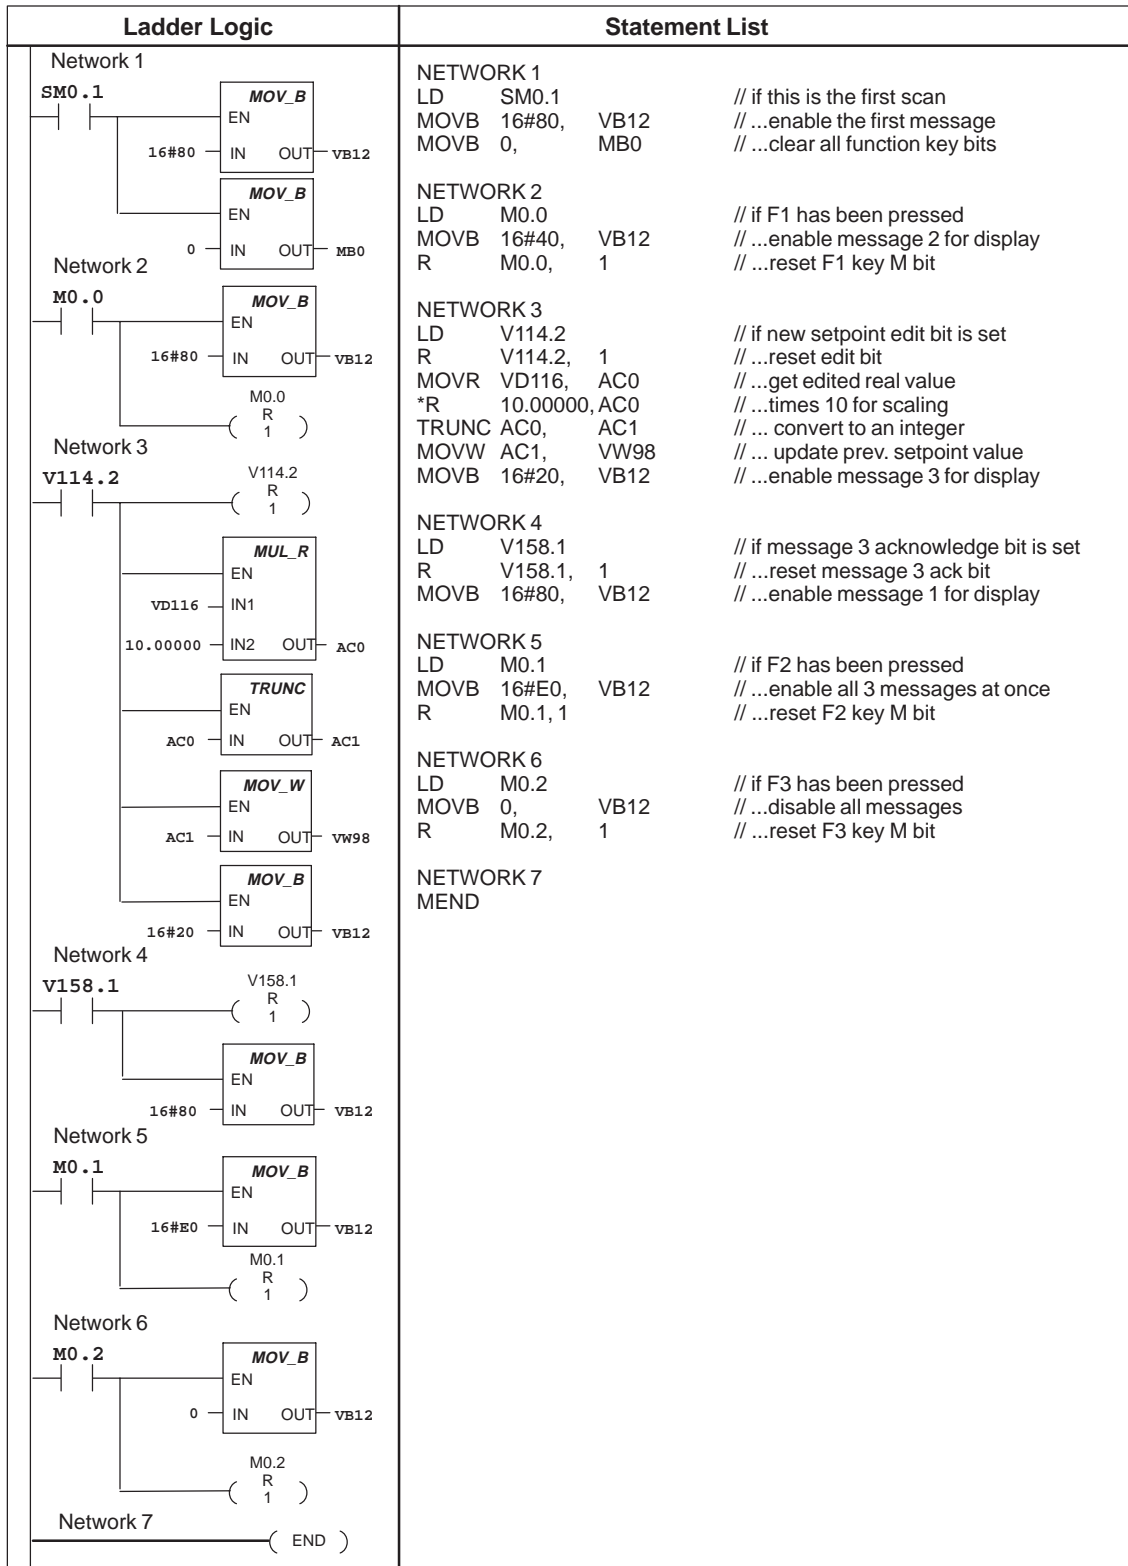 Ladder Logic
Network 1
SM0.1
MOV_B
EN
16#80 IN OUT VB12
MOV_B
EN
0 IN OUT MB0
Network 2
M0.0
MOV_B
EN
16#80 IN OUT VB12
M0.0
R
1
Network 3
V114.2
V114.2
R
1
MUL_R
EN
VD116 IN1
10.00000 IN2 OUT AC0
TRUNC
EN
AC0 IN OUT AC1
MOV_W
EN
AC1 IN OUT VW98
MOV_B
EN
16#20 IN OUT VB12
Network 4
V158.1
V158.1
R
1
MOV_B
EN
16#80 IN OUT VB12
Network 5
M0.1
MOV_B
EN
16#E0 IN OUT VB12
M0.1
R
1
Network 6
M0.2
MOV_B
EN
0 IN OUT VB12
M0.2
R
1
Network 7
( END )
Statement List
NETWORK 1
LD SM0.1 // if this is the first scan
MOVB 16#80, VB12 // ...enable the first message
MOVB 0, MB0 // ...clear all function key bits
NETWORK 2
LD M0.0 // if F1 has been pressed
MOVB 16#40, VB12 // ...enable message 2 for display
R M0.0, 1 // ...reset F1 key M bit
NETWORK 3
LD V114.2 // if new setpoint edit bit is set
R V114.2, 1 // ...reset edit bit
MOVR VD116, AC0 // ...get edited real value
*R 10.00000, AC0 // ...times 10 for scaling
TRUNC AC0, AC1 // ... convert to an integer
MOVW AC1, VW98 // ... update prev. setpoint value
MOVB 16#20, VB12 // ...enable message 3 for display
NETWORK 4
LD V158.1 // if message 3 acknowledge bit is set
R V158.1, 1 // ...reset message 3 ack bit
MOVB 16#80, VB12 // ...enable message 1 for display
NETWORK 5
LD M0.1 // if F2 has been pressed
MOVB 16#E0, VB12 // ...enable all 3 messages at once
R M0.1, 1 // ...reset F2 key M bit
NETWORK 6
LD M0.2 // if F3 has been pressed
MOVB 0, VB12 // ...disable all messages
R M0.2, 1 // ...reset F3 key M bit
NETWORK 7
MEND